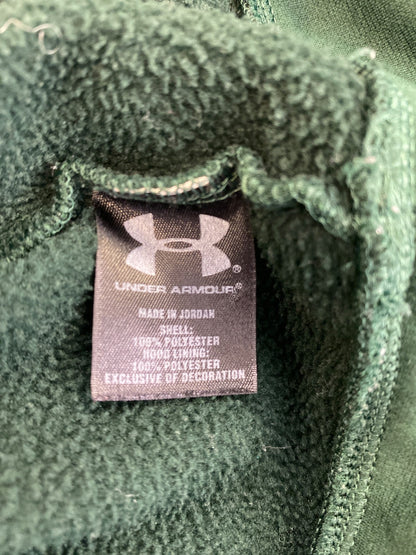 ®
UNDER ARMOUR®
MADE IN JORDAN
SHELL:
100% POLYESTER
HOOD LINING:
100% POLYESTER
EXCLUSIVE OF DECORATION